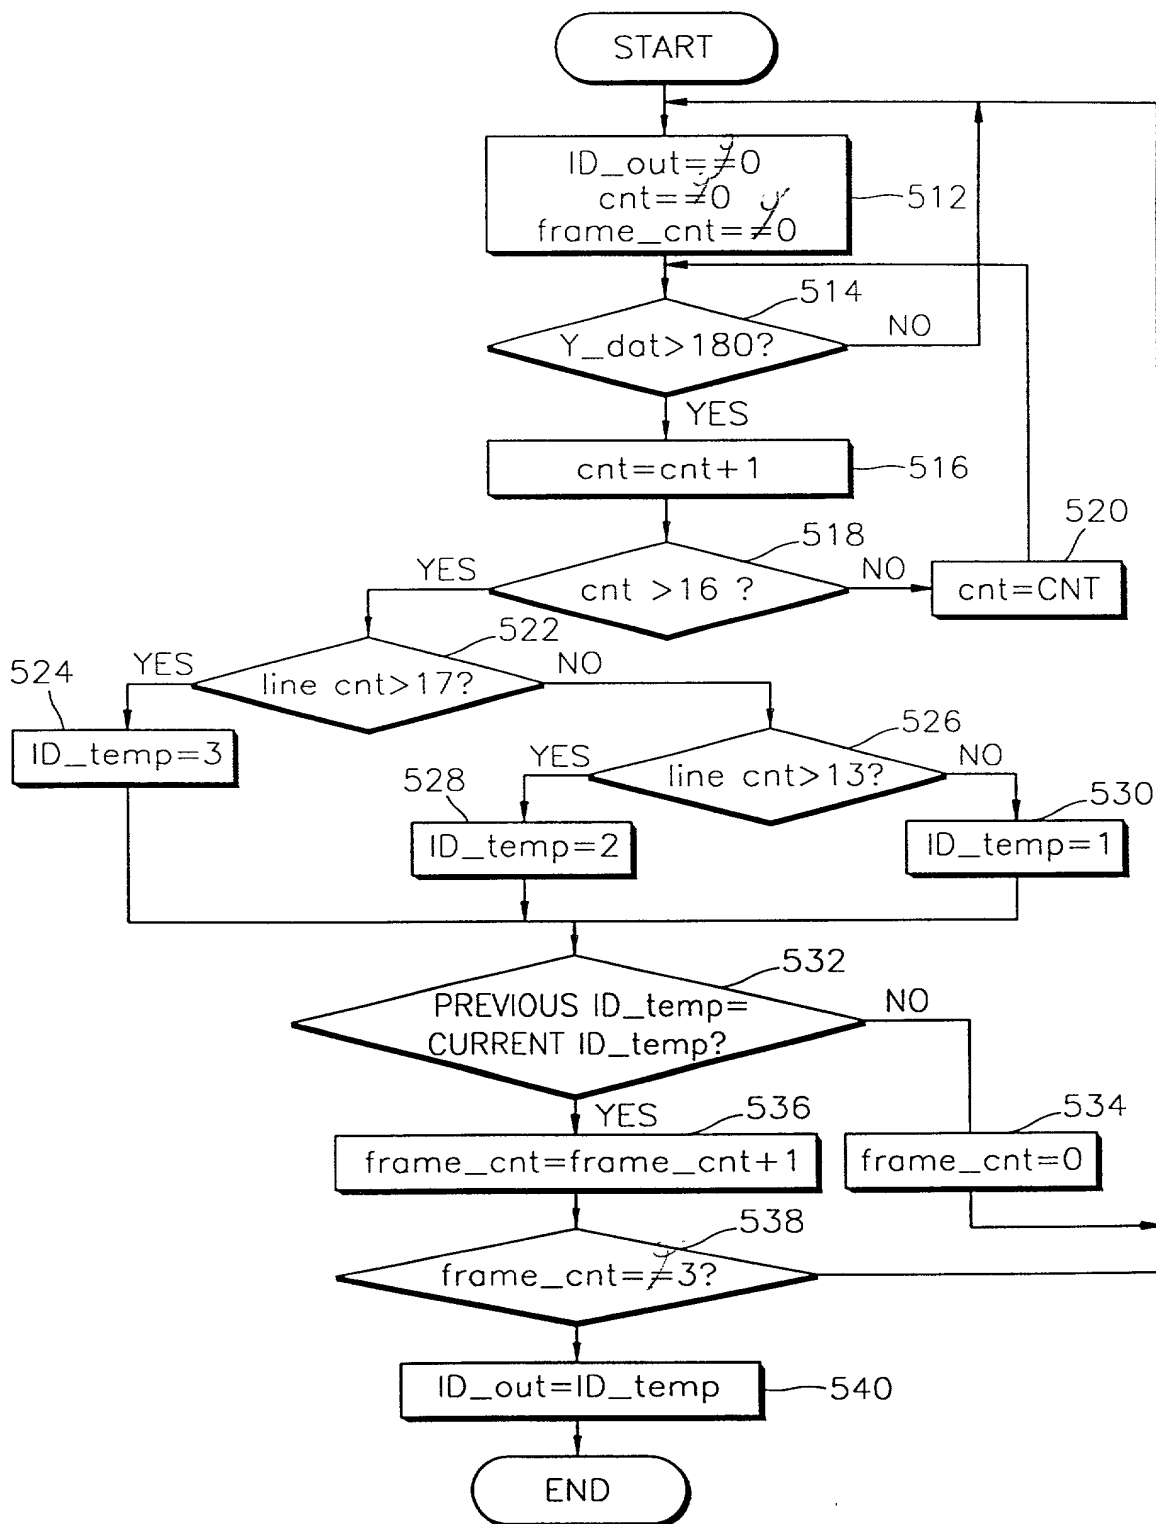 START
ID_out==0
cnt==0
frame_cnt==0
512
514
Y_dat>180?
NO
YES
cnt=cnt+1
516
518
YES
cnt >16 ?
NO
520
cnt=CNT
522
524
YES
line cnt>17?
NO
ID_temp=3
526
YES
line cnt>13?
NO
528
ID_temp=2
530
ID_temp=1
532
PREVIOUS ID_temp=
CURRENT ID_temp?
NO
YES
536
frame_cnt=frame_cnt+1
534
frame_cnt=0
538
frame_cnt==3?
ID_out=ID_temp
540
END